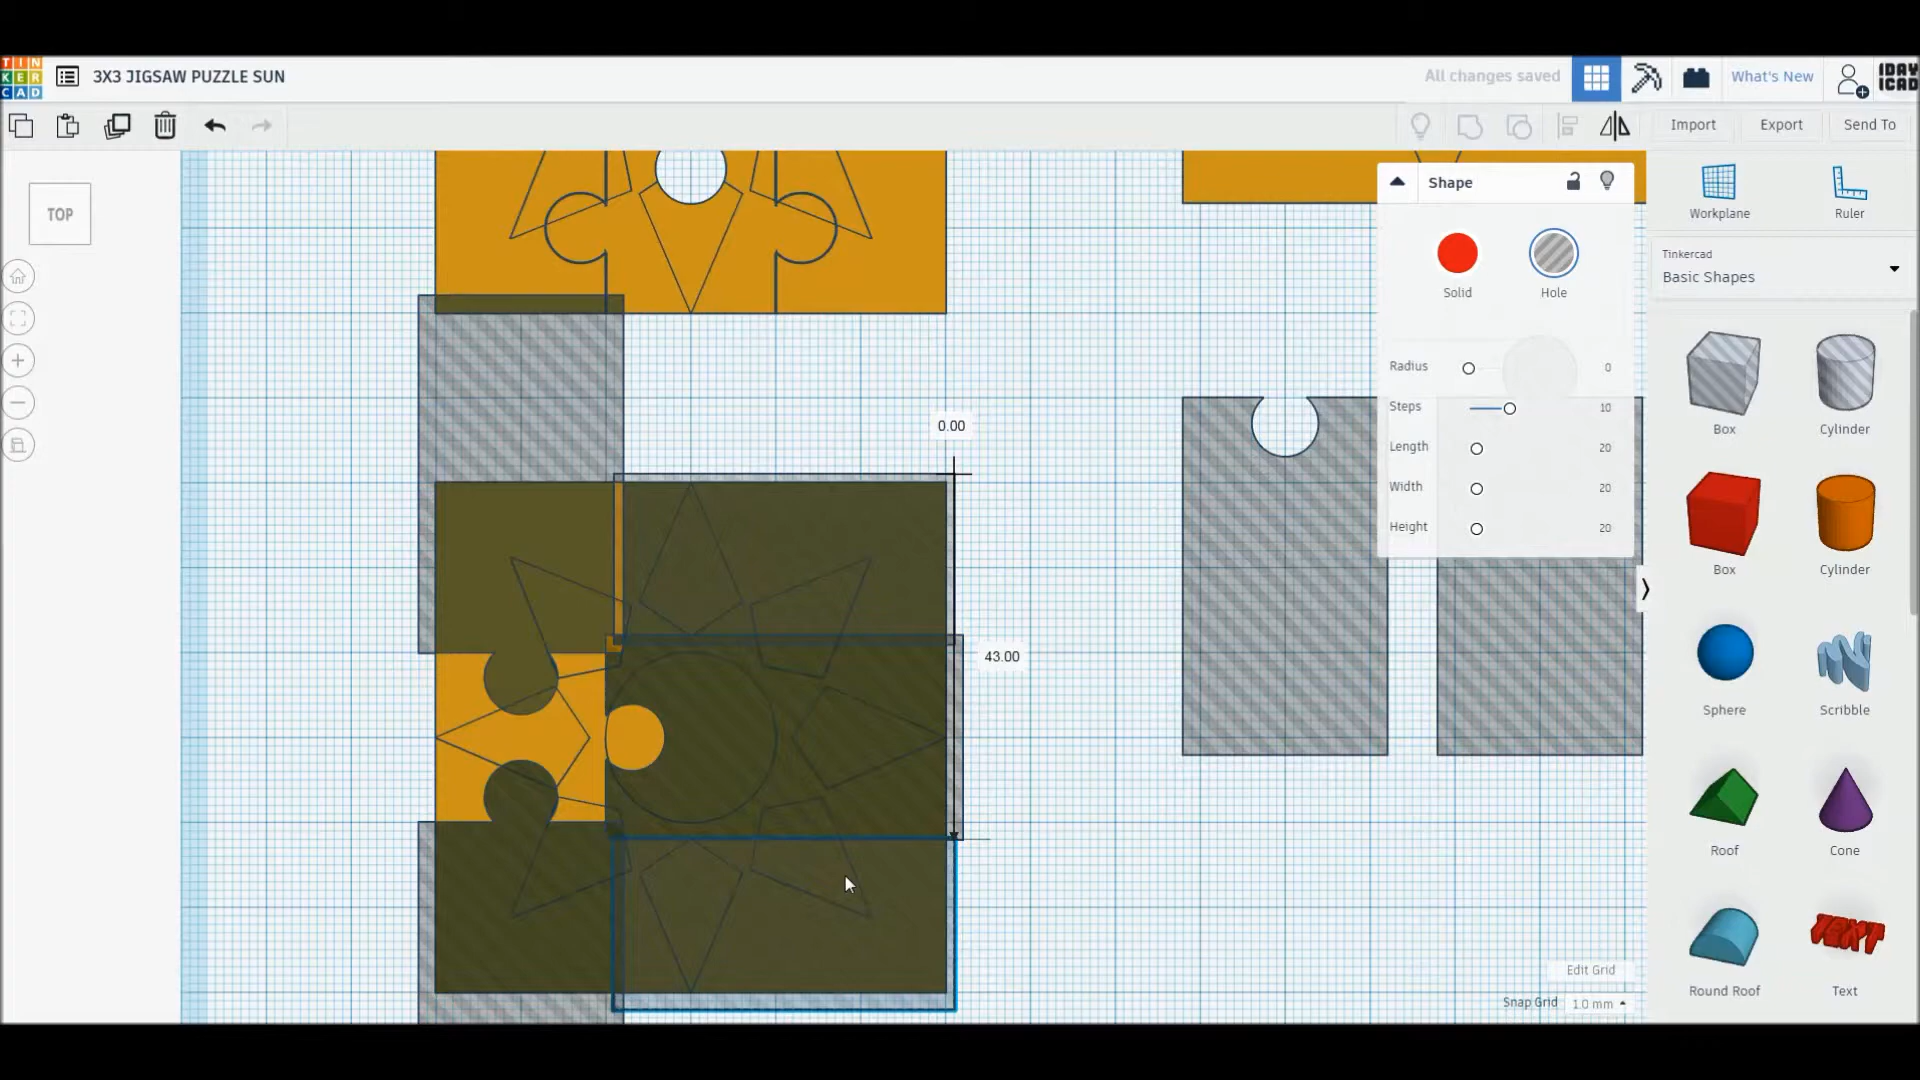 TIN
KER
CAD
3X3 JIGSAW PUZZLE SUN
All changes saved
What's New
1DAY
1CAD
Import
Export
Send To
TOP
Shape
Solid
Hole
Radius
0
Steps
10
Length
20
Width
20
Height
20
0.00
43.00
Workplane
Ruler
Tinkercad
Basic Shapes
Box
Cylinder
Box
Cylinder
Sphere
Scribble
Roof
Cone
Round Roof
TEXT
Text
Edit Grid
Snap Grid
1.0 mm